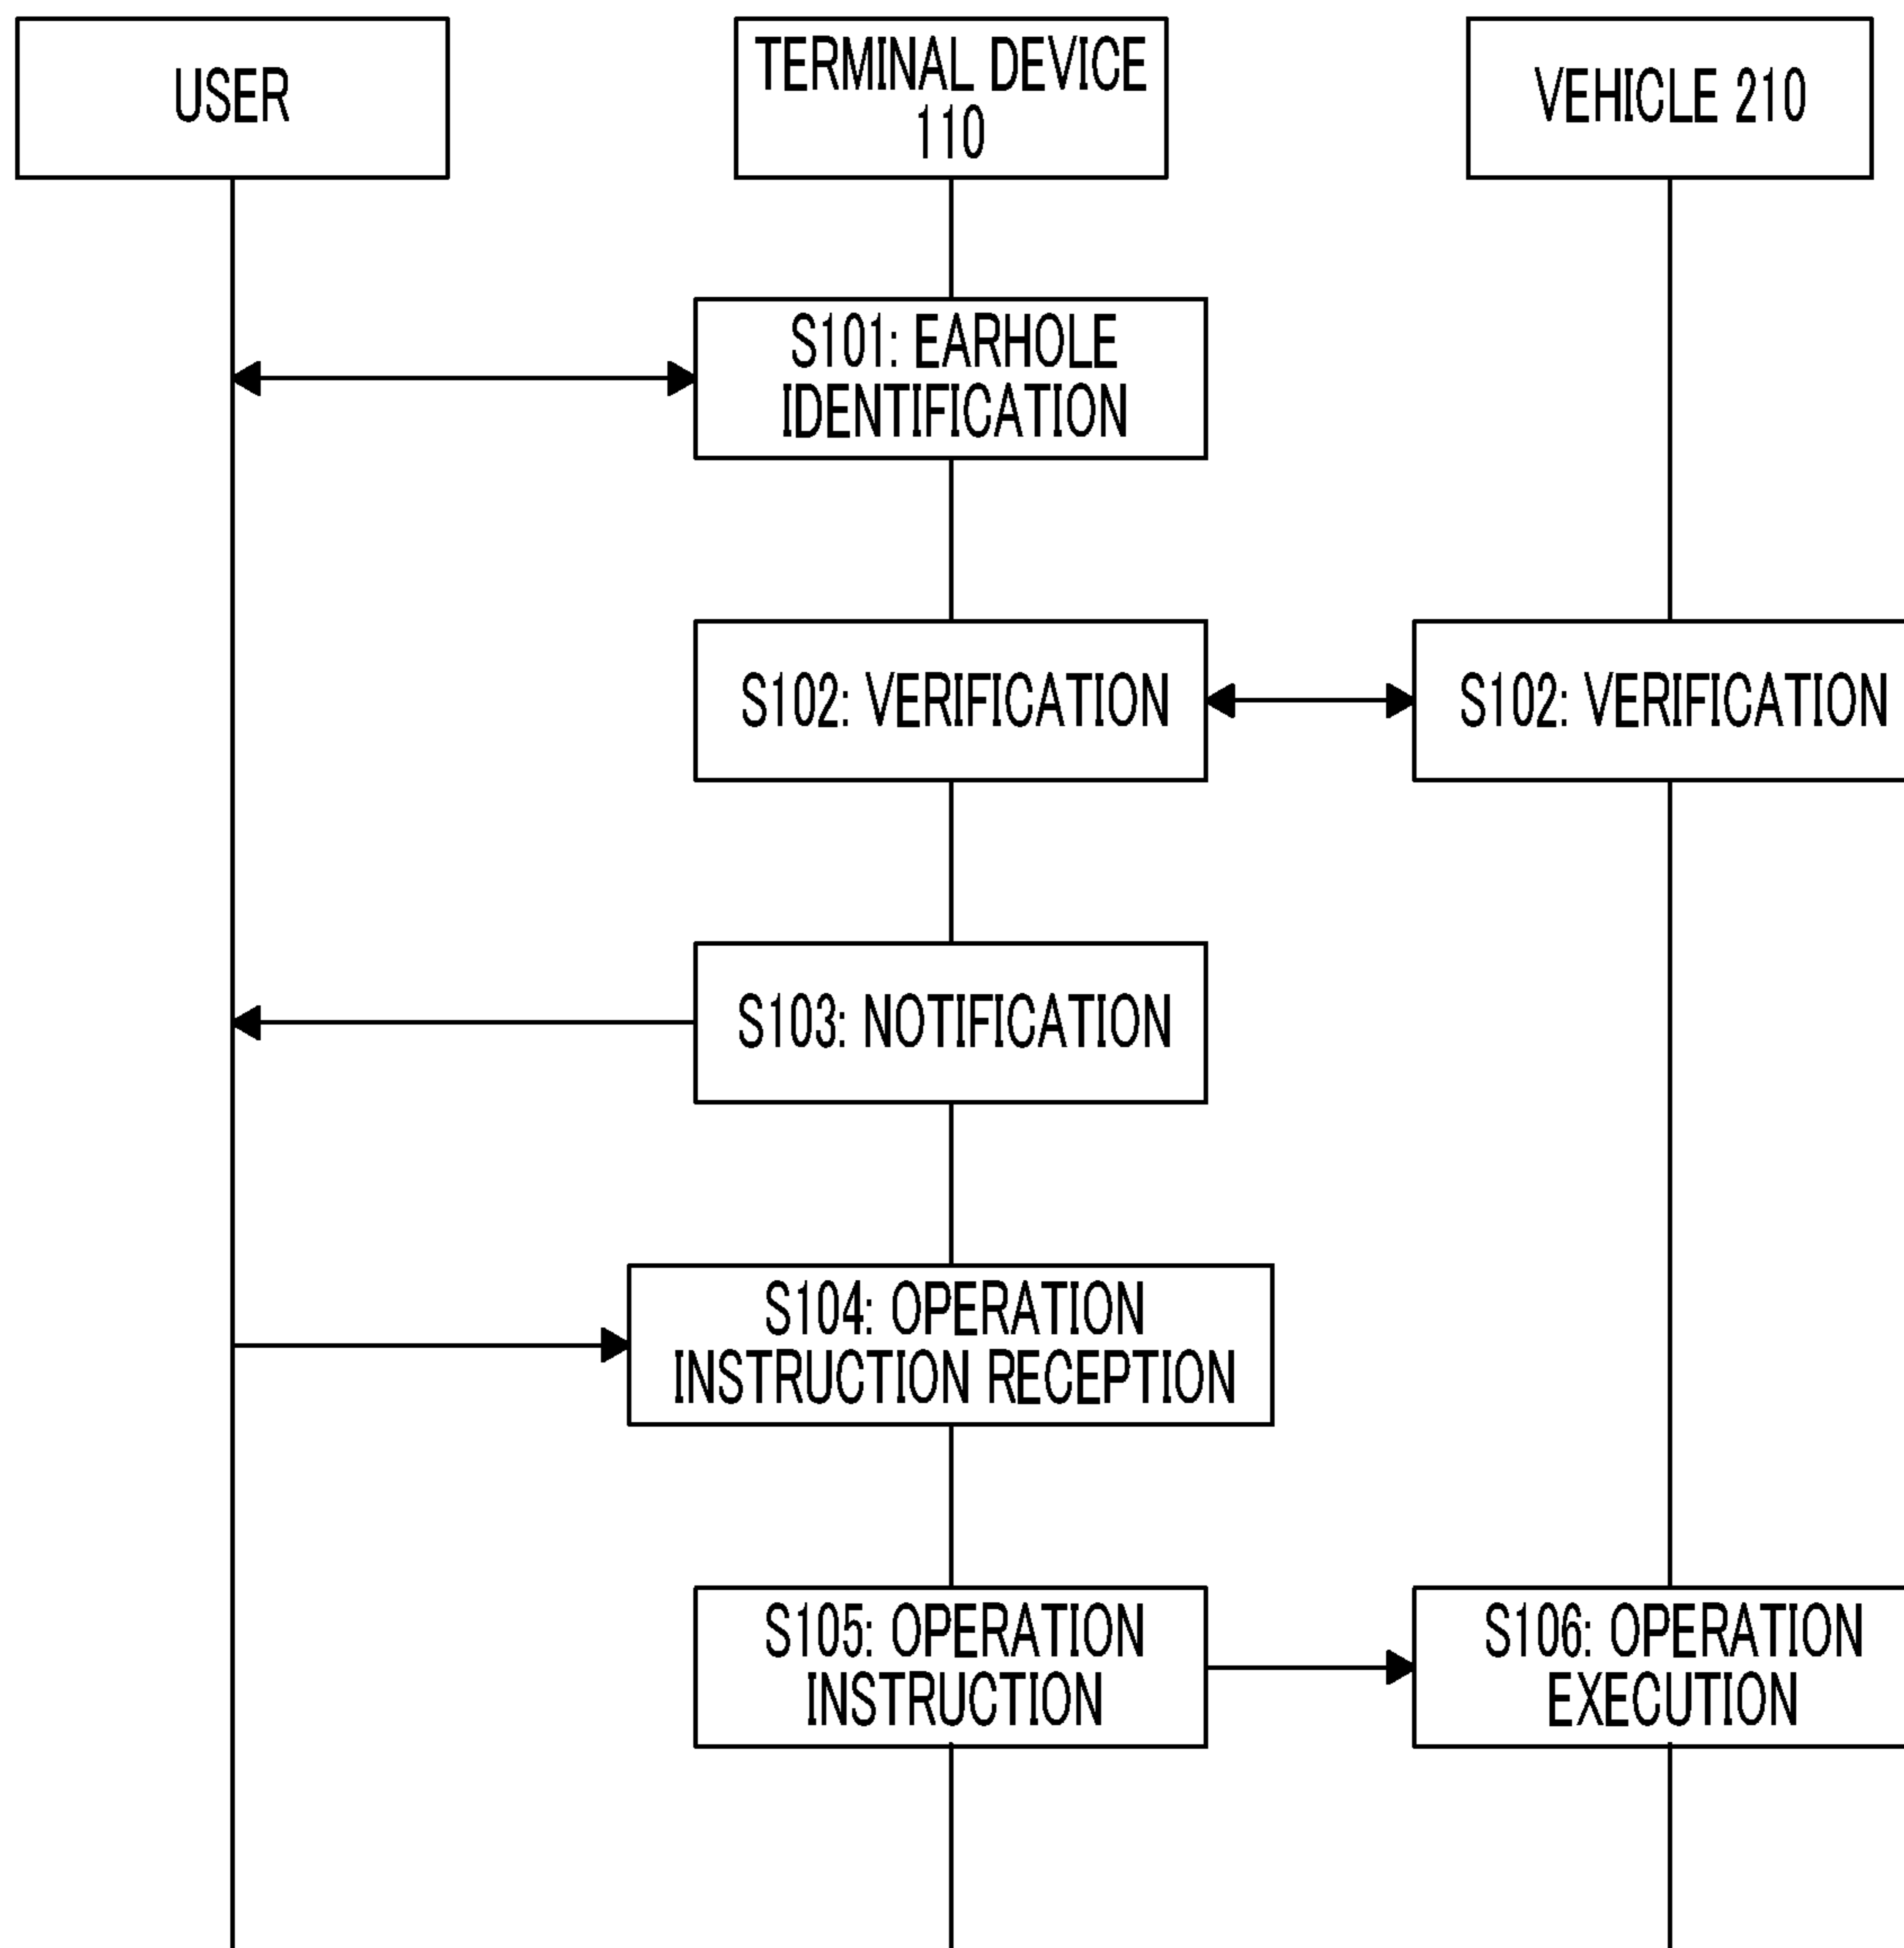 USER
TERMINAL DEVICE
110
VEHICLE 210
S101: EARHOLE
IDENTIFICATION
S102: VERIFICATION
S102: VERIFICATION
S103: NOTIFICATION
S104: OPERATION
INSTRUCTION RECEPTION
S105: OPERATION
INSTRUCTION
S106: OPERATION
EXECUTION